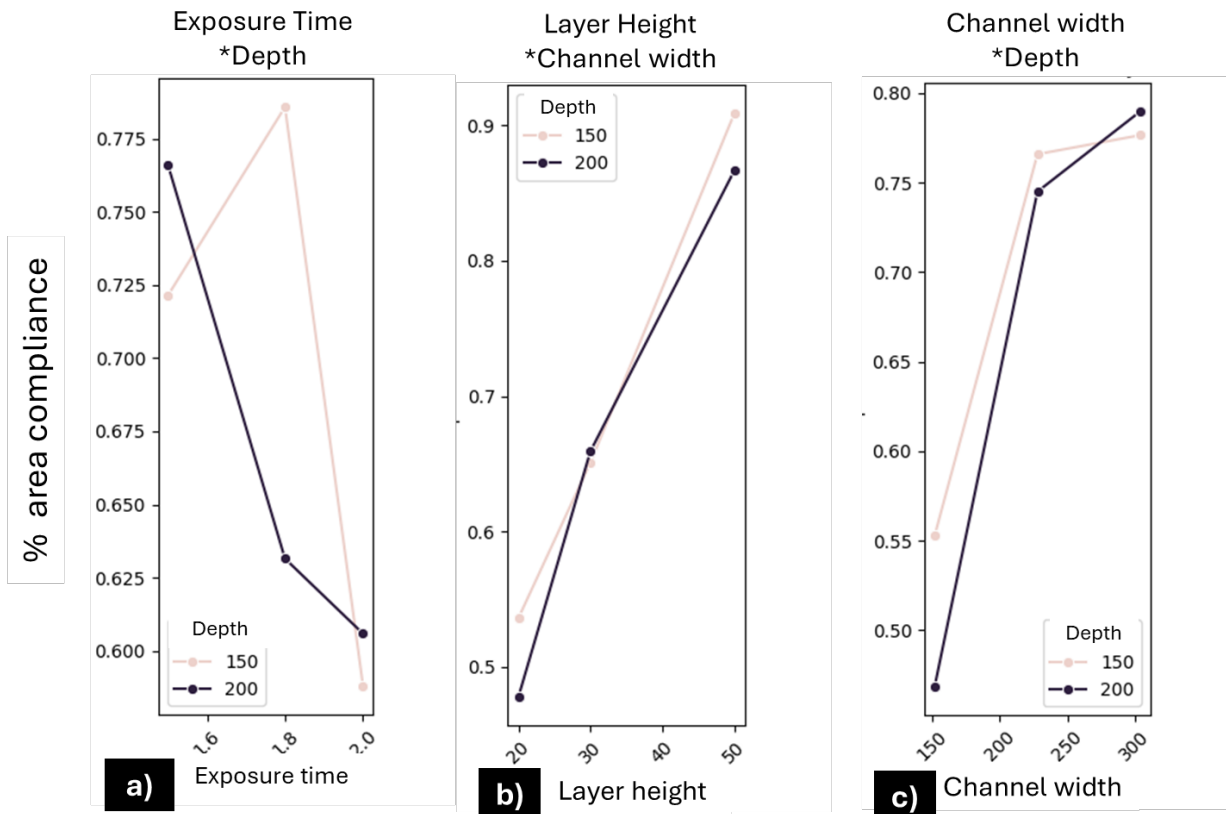 % area compliance
Exposure Time
*Depth
0.775
0.750
0.725
0.700
0.675
0.650
0.625
0.600
Depth
150
200
1.6
1.8
2.0
Exposure time
a)
Layer Height
*Channel width
0.9
0.8
0.7
0.6
0.5
Depth
150
200
20
30
40
50
Layer height
b)
Channel width
*Depth
0.80
0.75
0.70
0.65
0.60
0.55
0.50
Depth
150
200
150
200
250
300
Channel width
c)